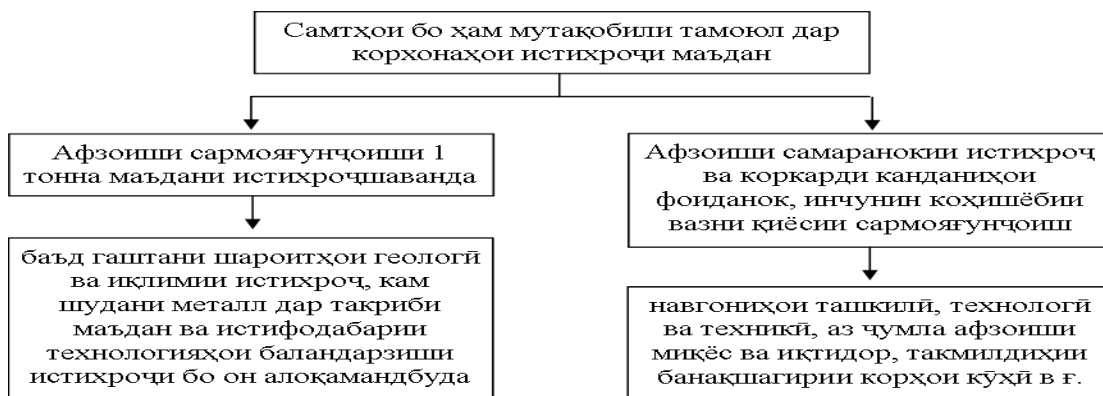 Самтҳои бо ҳам мутақобили тамоюл дар
корхонаҳои истихроҷи маъдан
Афзоиши сармояғунҷоиши 1
тонна маъдани истихроҷшаванда
баъд гаштани шароитҳои геологӣ
ва иқлимии истихроҷ, кам
шудани металл дар такриби
маъдан ва истифодабарии
технологияҳои баландарзиши
истихроҷи бо он алоқамандбуда
Афзоиши самаранокии истихроҷ
ва коркарди канданиҳои
фоиданок, инчунин коҳишёбии
вазни қиёсии сармояғунҷоиш
навгониҳои ташкилӣ, технологӣ
ва техникӣ, аз ҷумла афзоиши
миқёс ва иқтидор, такмилдиҳии
банақшагирии корҳои кӯҳӣ в ғ.